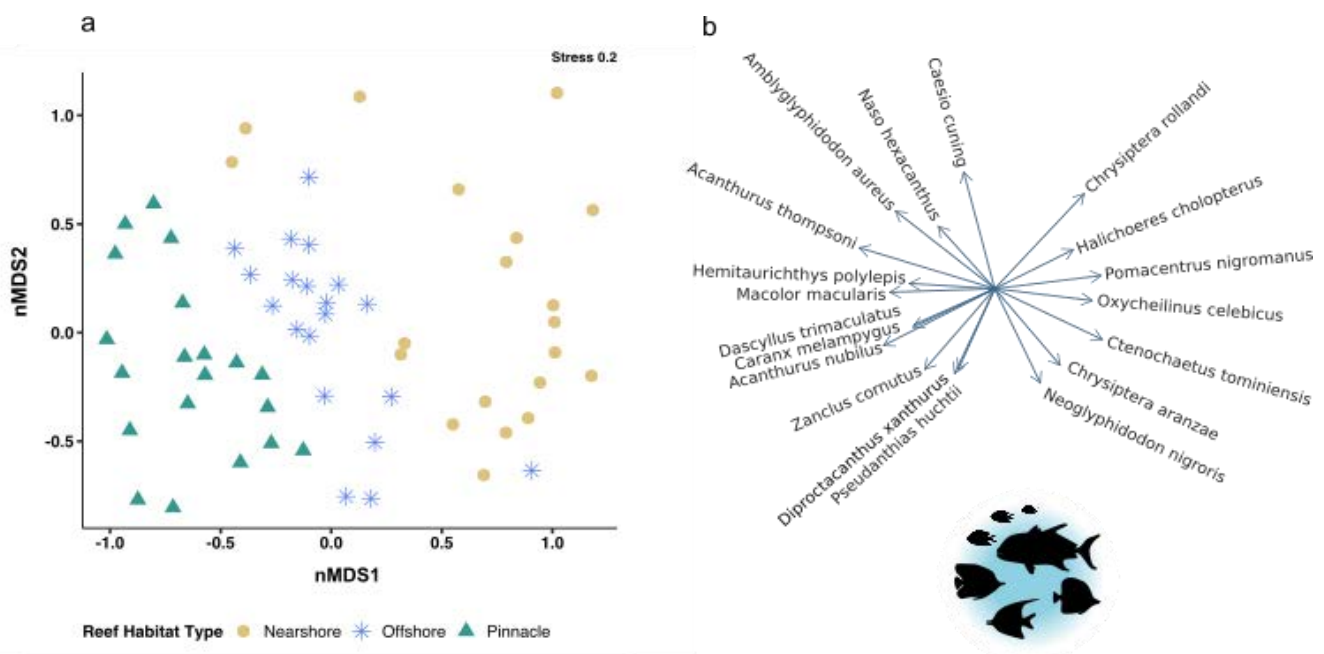 a
Stress 0.2
1.0
0.5
0.0
-0.5
nMDS2
-1.0
-0.5
0.0
0.5
1.0
nMDS1
Reef Habitat Type
Nearshore
Offshore
Pinnacle
b
Amblyglyphidodon aureus
Naso hexacanthus
Caesio cuning
Chrysiptera rollandi
Acanthurus thompsoni
Halichoeres cholopterus
Hemitaurichthys polylepis
Pomacentrus nigromanus
Macolor macularis
Oxycheilinus celebicus
Dascyllus trimaculatus
Caranx melampygus
Acanthurus nubilus
Ctenochaetus tominiensis
Zanclus cornutus
Chrysiptera aranzae
Diproctacanthus xanthurus
Pseudanthias huchtii
Neoglyphidodon nigroris